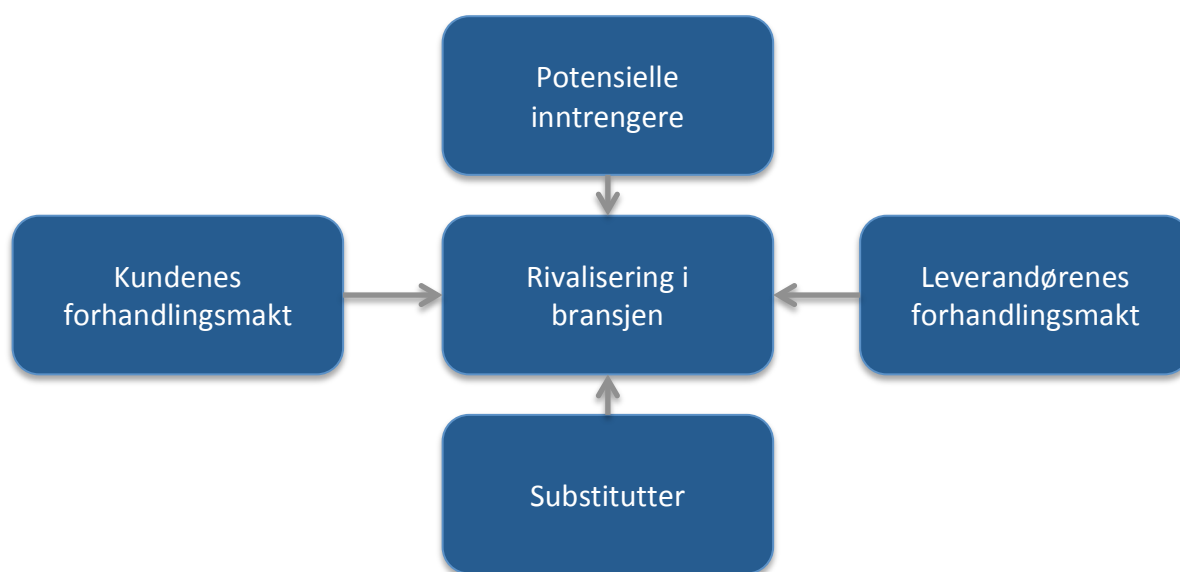 Potensielle
inntrengere
Kundenes
forhandlingsmakt
Rivalisering i
bransjen
Leverandørenes
forhandlingsmakt
Substitutter